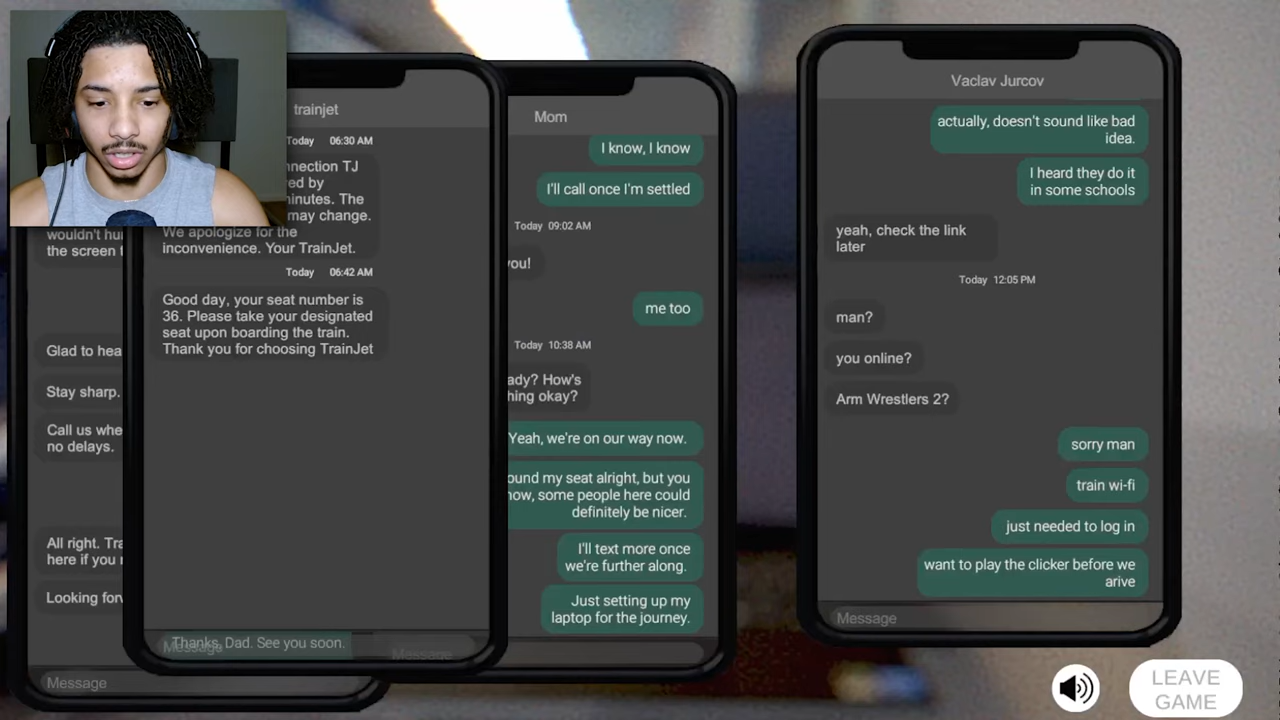 wouldn't
the screen
Glad to hea
Stay sharp.
Call us whe
no delays.
All right. Tra
here if you
Looking forw
Message
trainjet
Today 06:30 AM
nnection TJ
ed by
minutes. The
may change.
We apologize for the
inconvenience. Your TrainJet.
Today 06:42 AM
Good day, your seat number is
36. Please take your designated
seat upon boarding the train.
Thank you for choosing TrainJet
Thanks, Dad. See you soon.
Message
Message
Mom
I know, I know
I'll call once I'm settled
Today 09:02 AM
you!
me too
Today 10:38 AM
ady? How's
hing okay?
Yeah, we're on our way now.
ound my seat alright, but you
now, some people here could
definitely be nicer.
I'll text more once
we're further along.
Just setting up my
laptop for the journey.
Vaclav Jurcov
actually, doesn't sound like bad
idea.
I heard they do it
in some schools
yeah, check the link
later
Today 12:05 PM
man?
you online?
Arm Wrestlers 2?
sorry man
train wi-fi
just needed to log in
want to play the clicker before we
arive
Message
LEAVE
GAME